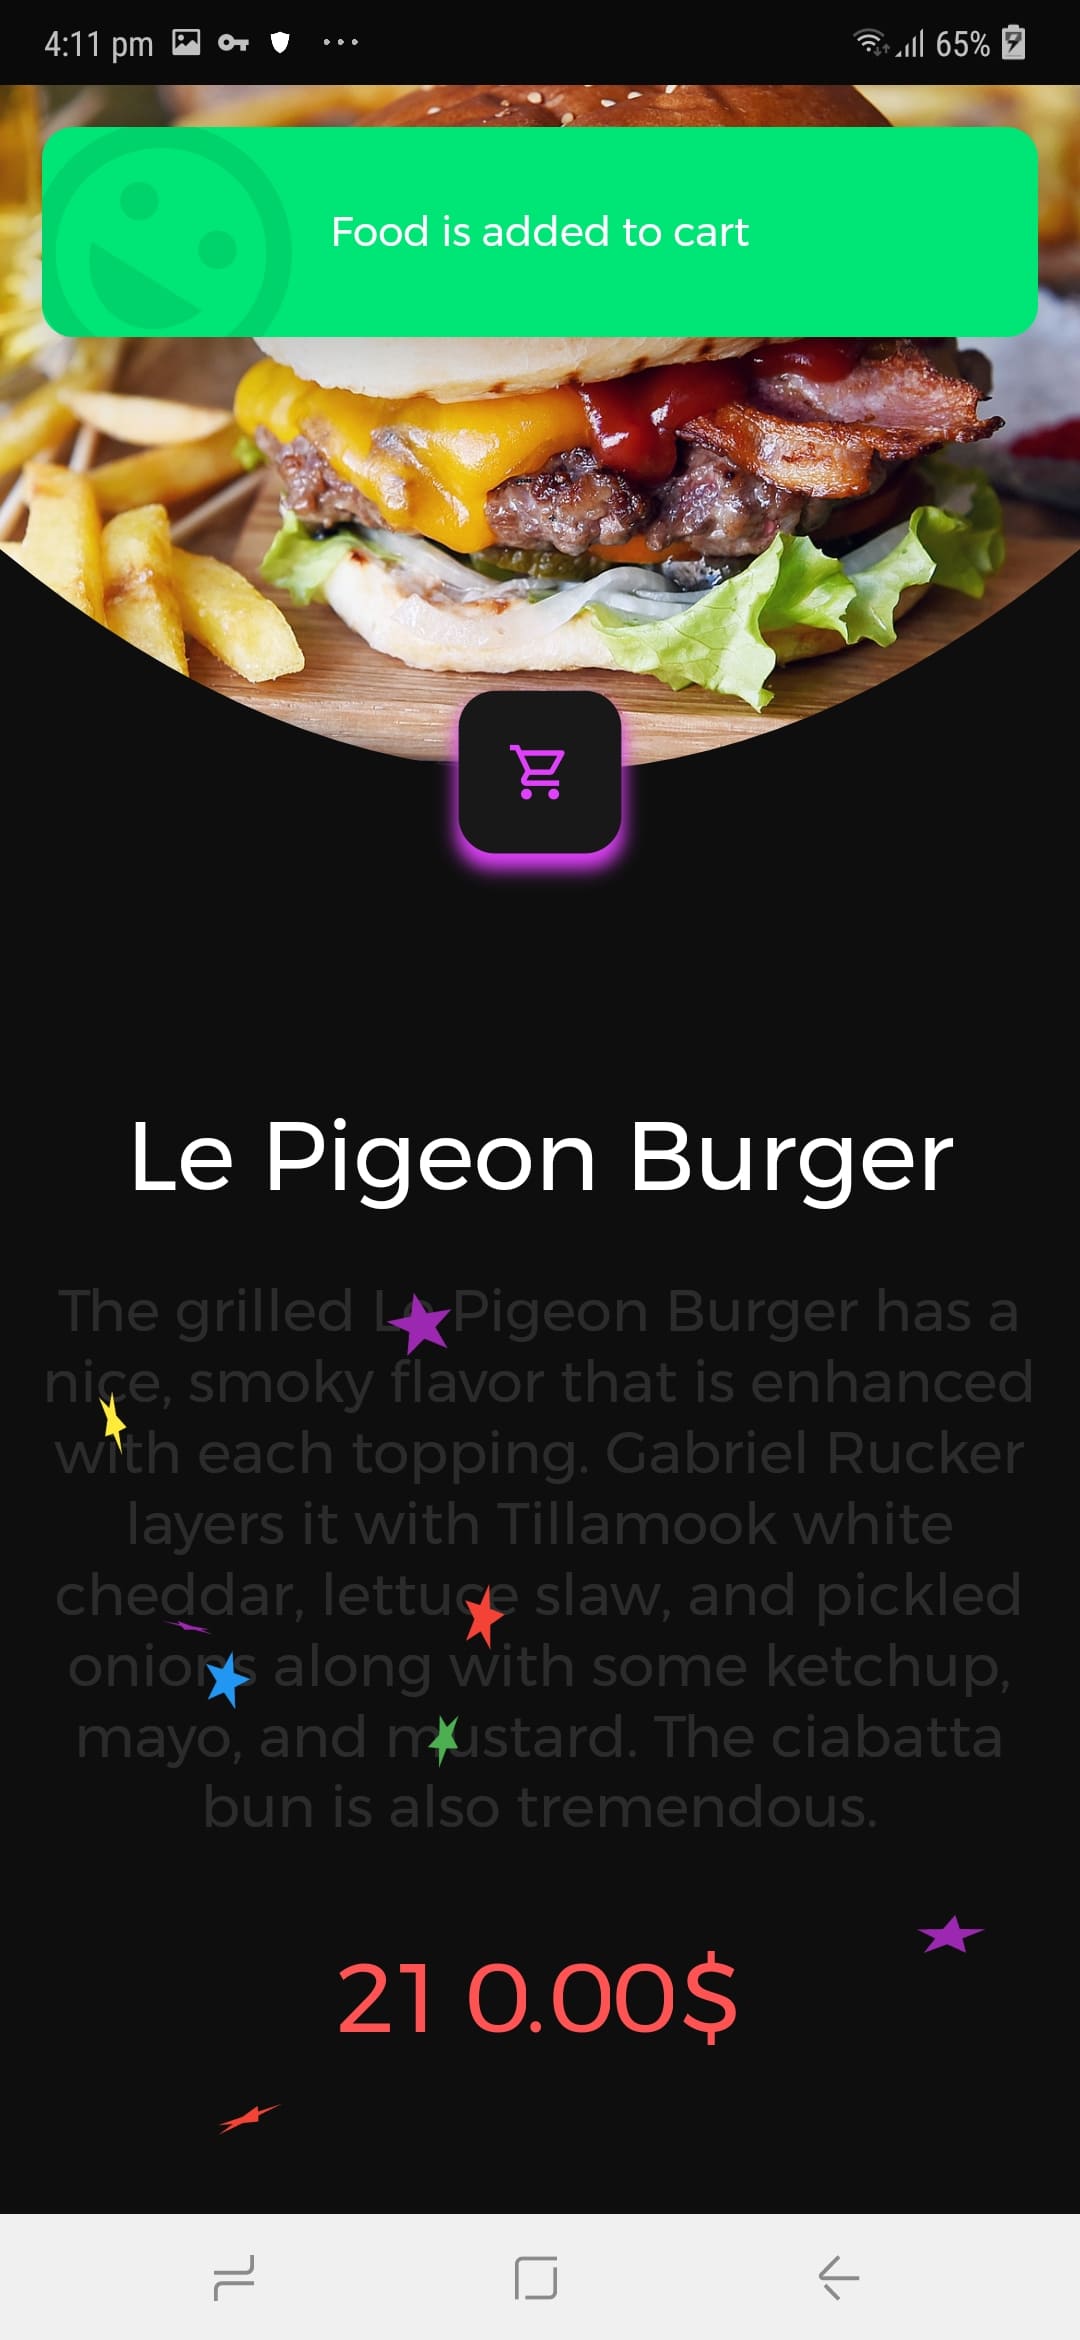 4:11 pm
65%
Food is added to cart
Le Pigeon Burger
The grilled Le Pigeon Burger has a
nice, smoky flavor that is enhanced
with each topping. Gabriel Rucker
layers it with Tillamook white
cheddar, lettuce slaw, and pickled
onions along with some ketchup,
mayo, and mustard. The ciabatta
bun is also tremendous.
21 0.00$